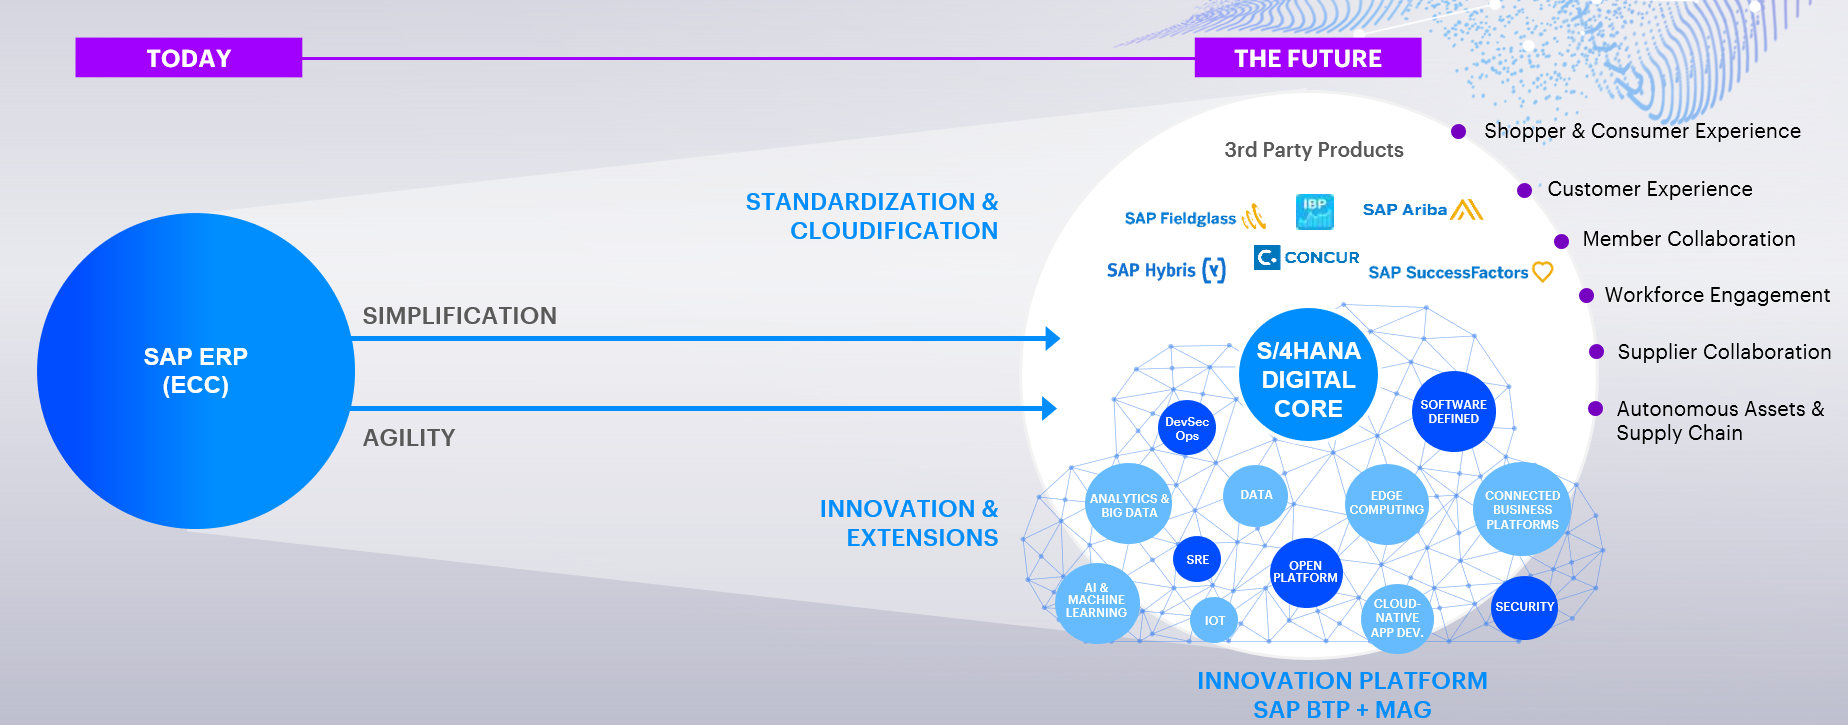 TODAY
THE FUTURE
Shopper & Consumer Experience
3rd Party Products
Customer Experience
STANDARDIZATION &
CLOUDIFICATION
SAP Fieldglass
IBP
SAP Ariba
Member Collaboration
SAP Hybris
CONCUR
SAP SuccessFactors
Workforce Engagement
SIMPLIFICATION
SAP ERP
(ECC)
S/4HANA
DIGITAL
CORE
Supplier Collaboration
AGILITY
DevSec
Ops
SOFTWARE
DEFINED
Autonomous Assets &
Supply Chain
INNOVATION &
EXTENSIONS
ANALYTICS &
BIG DATA
DATA
EDGE
COMPUTING
CONNECTED
BUSINESS
PLATFORMS
SRE
OPEN
PLATFORM
AI &
MACHINE
LEARNING
IOT
CLOUD-
NATIVE
APP DEV.
SECURITY
INNOVATION PLATFORM
SAP BTP + MAG